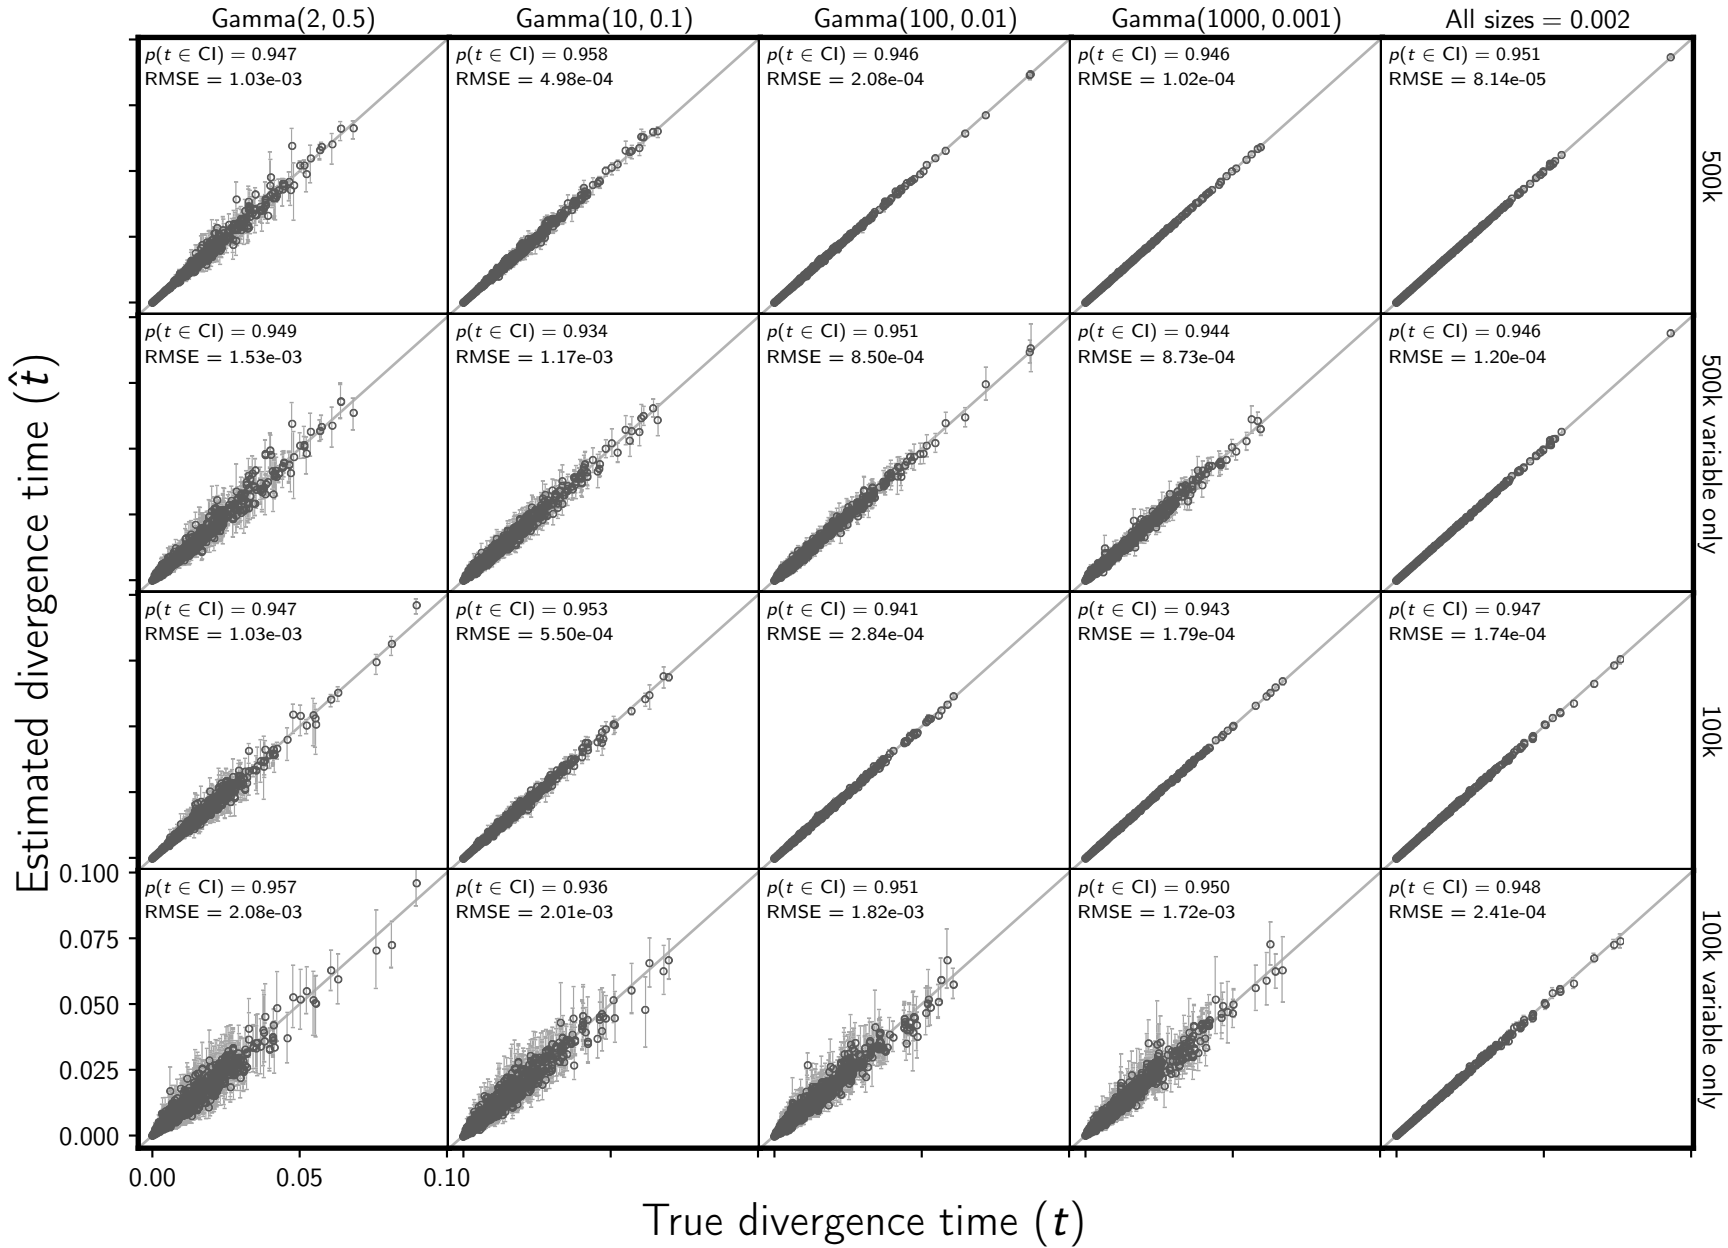 Gamma(2, 0.5) Gamma(10, 0.1) Gamma(100, 0.01) Gamma(1000, 0.001) All sizes = 0.002
p(t ∈ CI) = 0.947 p(t ∈ CI) = 0.958 p(t ∈ CI) = 0.946 p(t ∈ CI) = 0.946 p(t ∈ CI) = 0.951
RMSE = 1.03e-03 RMSE = 4.98e-04 RMSE = 2.08e-04 RMSE = 1.02e-04 RMSE = 8.14e-05
500k
p(t ∈ CI) = 0.949 p(t ∈ CI) = 0.934 p(t ∈ CI) = 0.951 p(t ∈ CI) = 0.944 p(t ∈ CI) = 0.946
RMSE = 1.53e-03 RMSE = 1.17e-03 RMSE = 8.50e-04 RMSE = 8.73e-04 RMSE = 1.20e-04
500k variable only
p(t ∈ CI) = 0.947 p(t ∈ CI) = 0.953 p(t ∈ CI) = 0.941 p(t ∈ CI) = 0.943 p(t ∈ CI) = 0.947
RMSE = 1.03e-03 RMSE = 5.50e-04 RMSE = 2.84e-04 RMSE = 1.79e-04 RMSE = 1.74e-04
100k
p(t ∈ CI) = 0.957 p(t ∈ CI) = 0.936 p(t ∈ CI) = 0.951 p(t ∈ CI) = 0.950 p(t ∈ CI) = 0.948
RMSE = 2.08e-03 RMSE = 2.01e-03 RMSE = 1.82e-03 RMSE = 1.72e-03 RMSE = 2.41e-04
100k variable only
Estimated divergence time (t̂)
0.100
0.075
0.050
0.025
0.000
0.00 0.05 0.10
True divergence time (t)